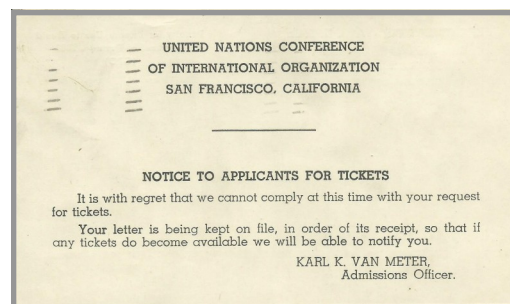 UNITED NATIONS CONFERENCE
OF INTERNATIONAL ORGANIZATION
SAN FRANCISCO, CALIFORNIA
NOTICE TO APPLICANTS FOR TICKETS
It is with regret that we cannot comply at this time with your request
for tickets.
Your letter is being kept on file, in order of its receipt, so that if
any tickets do become available we will be able to notify you.
KARL K. VAN METER,
Admissions Officer.